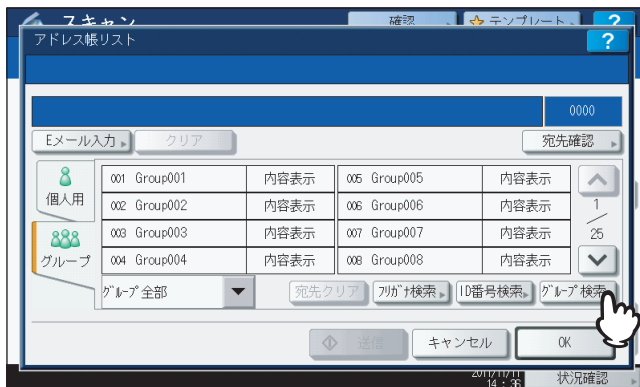 スキャン 確認 テンプレート ?
アドレス帳リスト ?
0000
Eメール入力 クリア 宛先確認
個人用
グループ
001 Group001 内容表示 005 Group005 内容表示
002 Group002 内容表示 006 Group006 内容表示
003 Group003 内容表示 007 Group007 内容表示
004 Group004 内容表示 008 Group008 内容表示
1
25
グループ全部 宛先クリア フリガナ検索 ID番号検索 グループ検索
送信 キャンセル OK
2011/11/11
14:36 状況確認